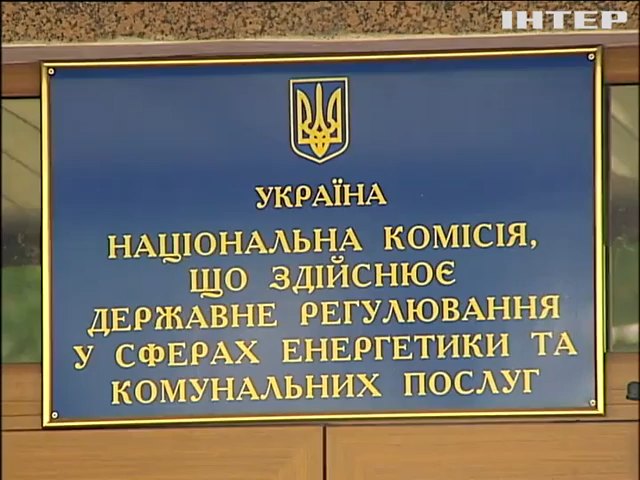 ІНТЕР
УКРАЇНА
НАЦІОНАЛЬНА КОМІСІЯ,
ЩО ЗДІЙСНЮЄ
ДЕРЖАВНЕ РЕГУЛЮВАННЯ
У СФЕРАХ ЕНЕРГЕТИКИ ТА
КОМУНАЛЬНИХ ПОСЛУГ